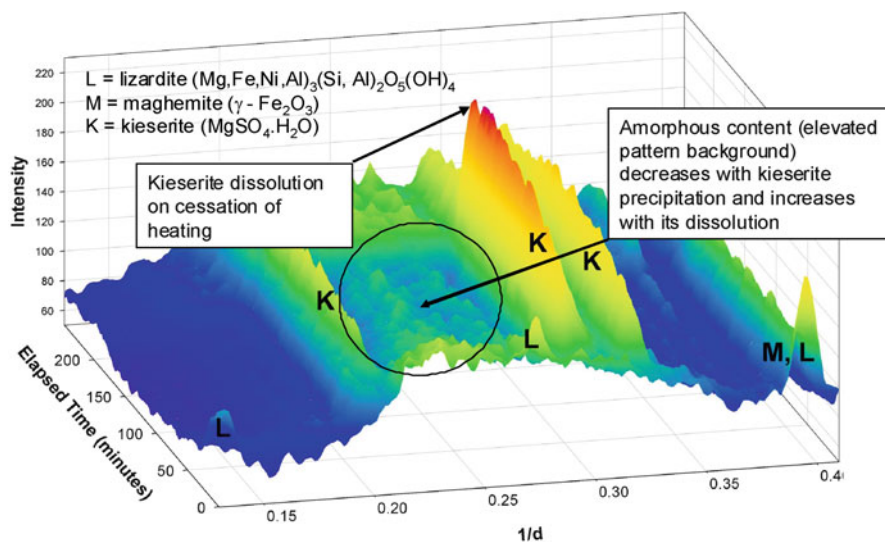 L = lizardite (Mg,Fe,Ni,Al)₃(Si, Al)₂O₅(OH)₄
M = maghemite (γ - Fe₂O₃)
K = kieserite (MgSO₄.H₂O)
Kieserite dissolution
on cessation of
heating
Amorphous content (elevated
pattern background)
decreases with kieserite
precipitation and increases
with its dissolution
Intensity
220
200
180
160
140
120
100
80
60
Elapsed Time (minutes)
200
150
100
50
0
0.15
0.20
0.25
0.30
0.35
0.4
1/d
L
K
L
K
K
M, L